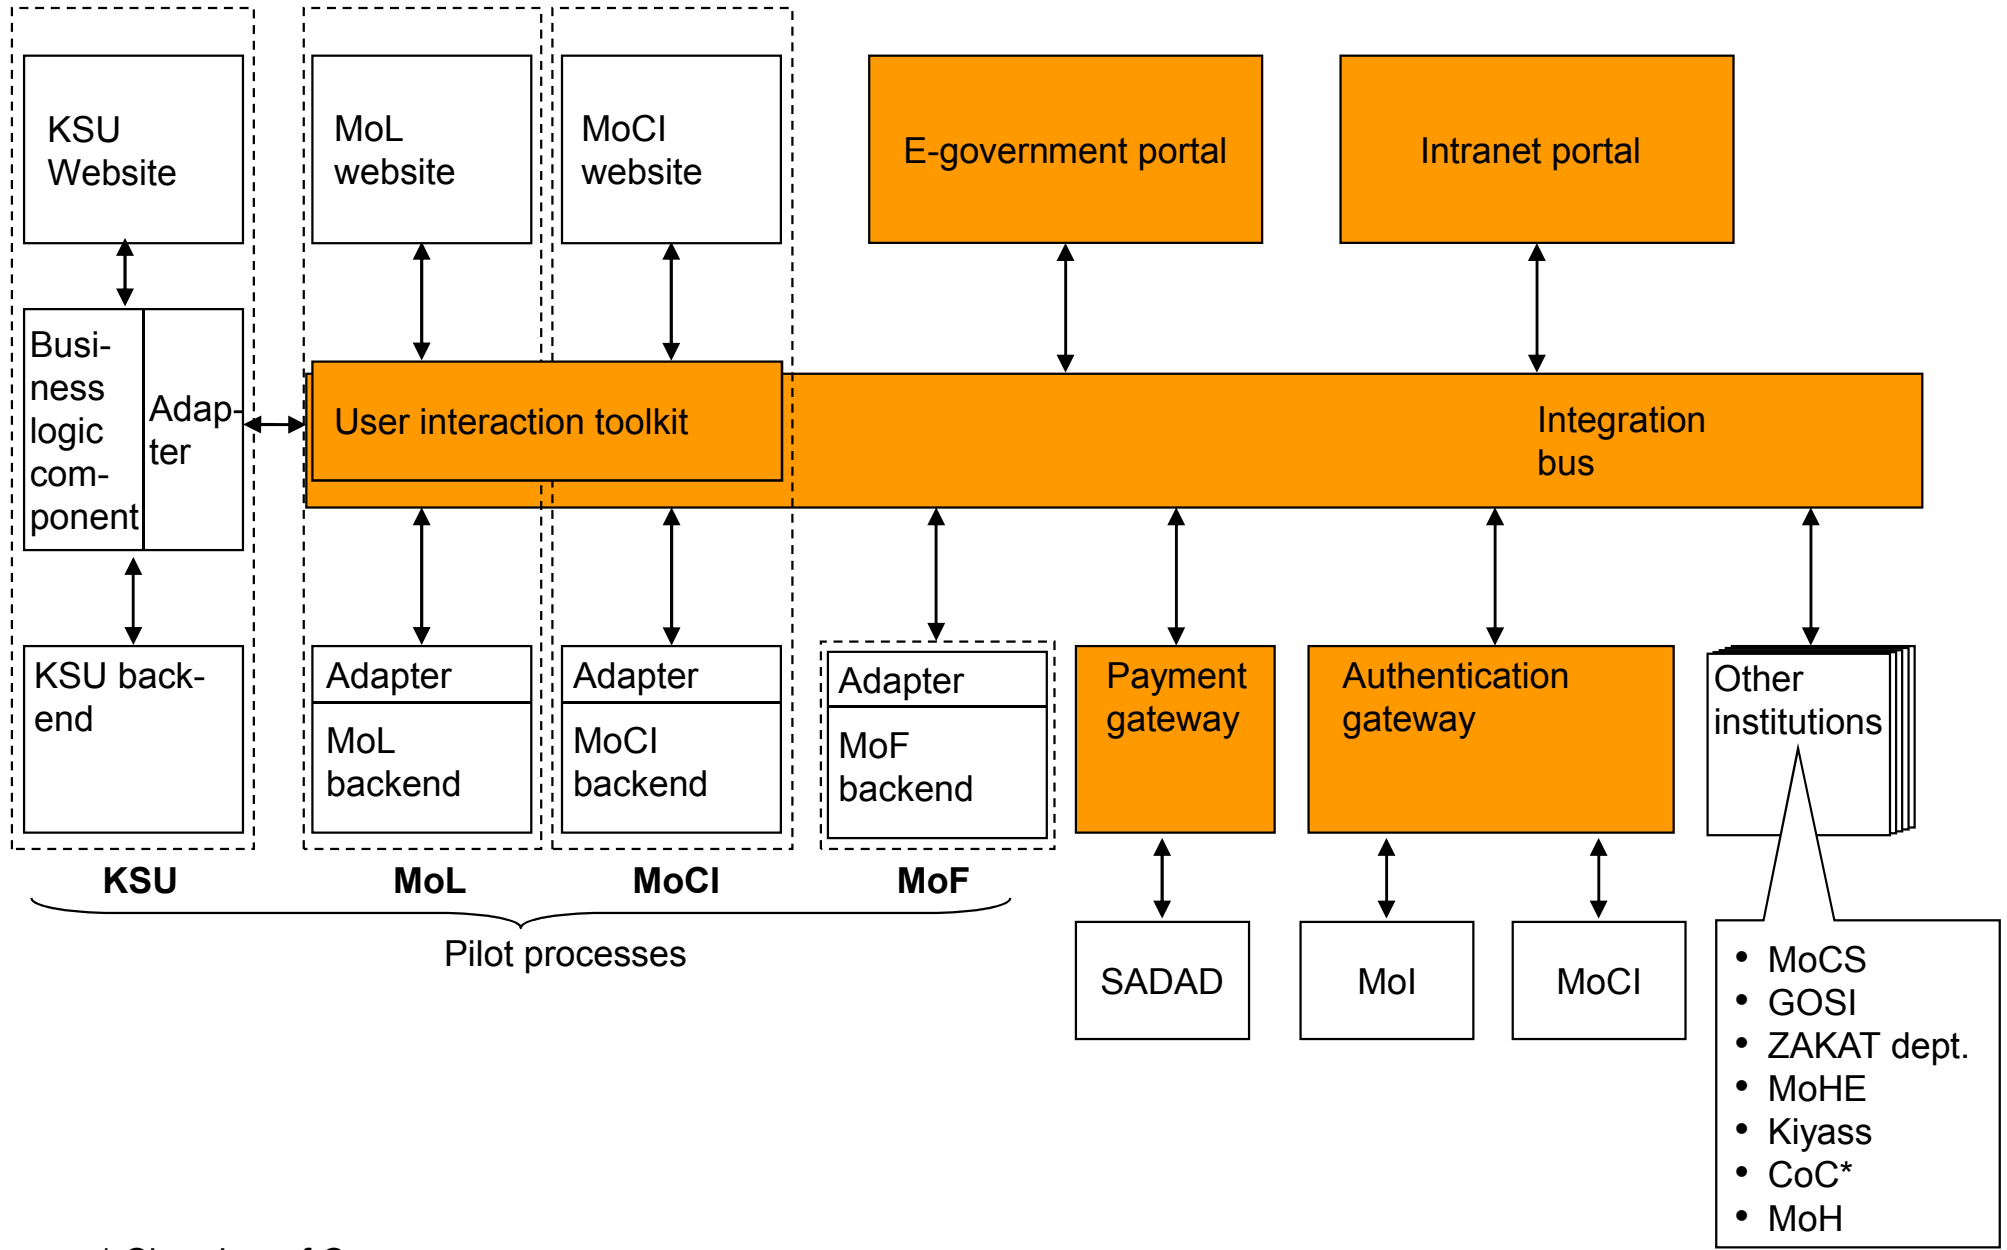 KSU
Website
MoL
website
MoCI
website
E-government portal
Intranet portal
Busi-
ness
logic
com-
ponent
Adap-
ter
User interaction toolkit
Integration
bus
KSU back-
end
Adapter
MoL
backend
Adapter
MoCI
backend
Adapter
MoF
backend
Payment
gateway
Authentication
gateway
Other
institutions
KSU
MoL
MoCI
MoF
Pilot processes
SADAD
MoI
MoCI
• MoCS
• GOSI
• ZAKAT dept.
• MoHE
• Kiyass
• CoC*
• MoH